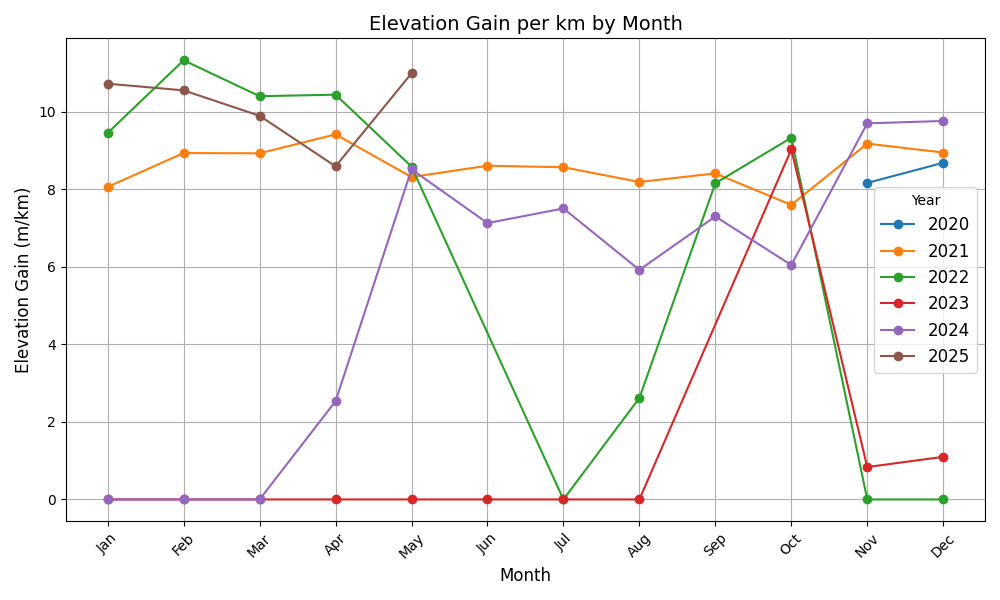 Elevation Gain per km by Month
Elevation Gain (m/km)
10
8
6
4
2
0
Year
2020
2021
2022
2023
2024
2025
Jan
Feb
Mar
Apr
May
Jun
Jul
Aug
Sep
Oct
Nov
Dec
Month